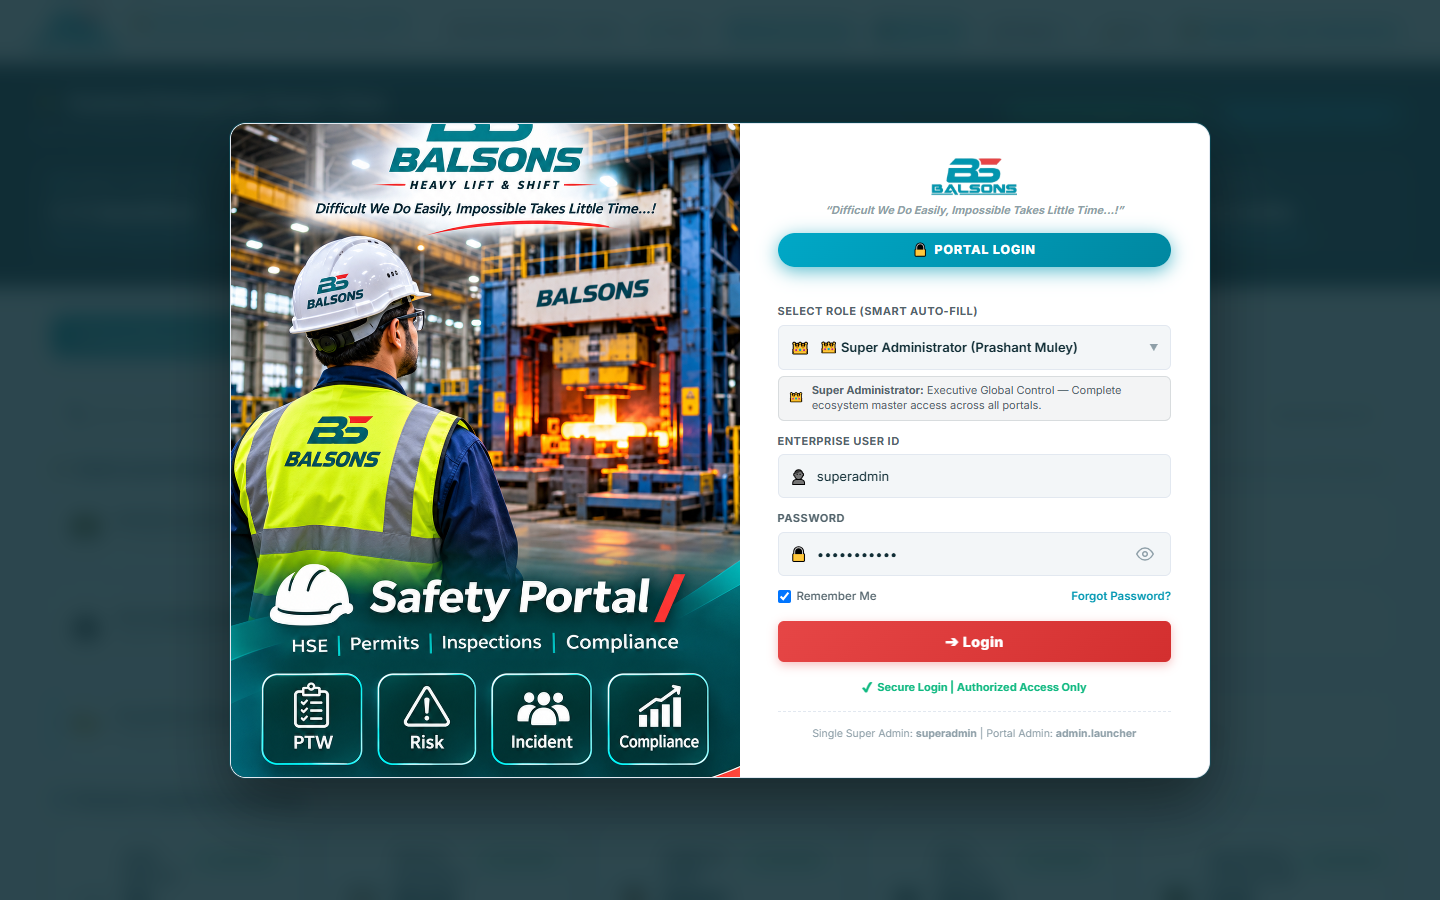 BALSONS
HEAVY LIFT & SHIFT
Difficult We Do Easily, Impossible Takes Little Time...!
BALSONS
BALSONS
BALSONS
Safety Portal
HSE | Permits | Inspections | Compliance
PTW
Risk
Incident
Compliance
BALSONS
“Difficult We Do Easily, Impossible Takes Little Time...!”
PORTAL LOGIN
SELECT ROLE (SMART AUTO-FILL)
Super Administrator (Prashant Muley)
Super Administrator: Executive Global Control — Complete
ecosystem master access across all portals.
ENTERPRISE USER ID
superadmin
PASSWORD
•••••••••••
Remember Me
Forgot Password?
➔ Login
✓ Secure Login | Authorized Access Only
Single Super Admin: superadmin | Portal Admin: admin.launcher